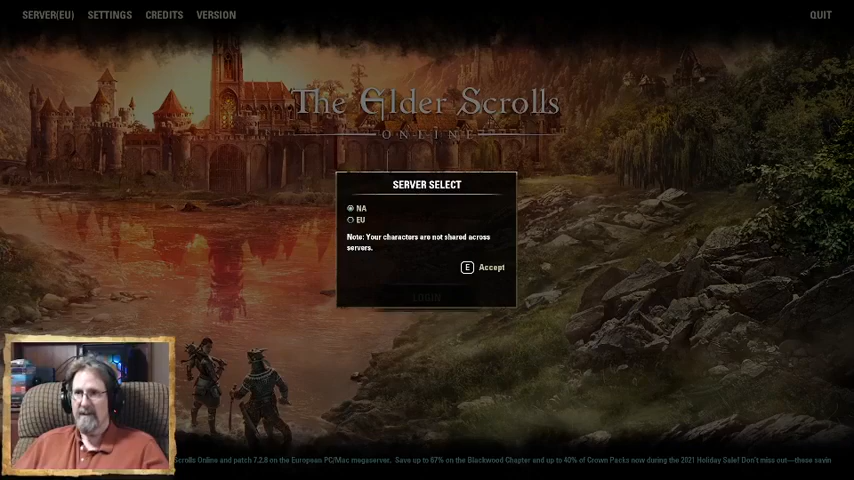 SERVER(EU) SETTINGS CREDITS VERSION QUIT
The Elder Scrolls
ONLINE
SERVER SELECT
NA
EU
Note: Your characters are not shared across
servers.
E Accept
LOGIN
Scrolls Online and patch 7.2.8 on the European PC/Mac megaserver. Save up to 67% on the Blackwood Chapter and up to 40% of Crown Packs now during the 2021 Holiday Sale! Don't miss out—these savin